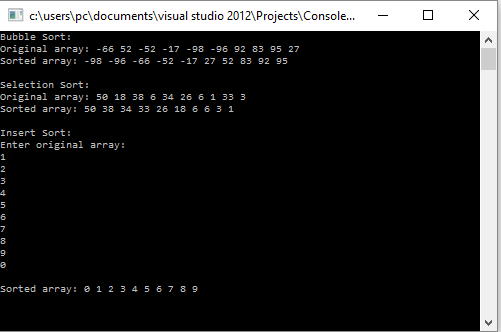 c:\users\pc\documents\visual studio 2012\Projects\Console...
Bubble Sort:
Original array: -66 52 -52 -17 -98 -96 92 83 95 27
Sorted array: -98 -96 -66 -52 -17 27 52 83 92 95
Selection Sort:
Original array: 50 18 38 6 34 26 6 1 33 3
Sorted array: 50 38 34 33 26 18 6 6 3 1
Insert Sort:
Enter original array:
1
2
3
4
5
6
7
8
9
0
Sorted array: 0 1 2 3 4 5 6 7 8 9